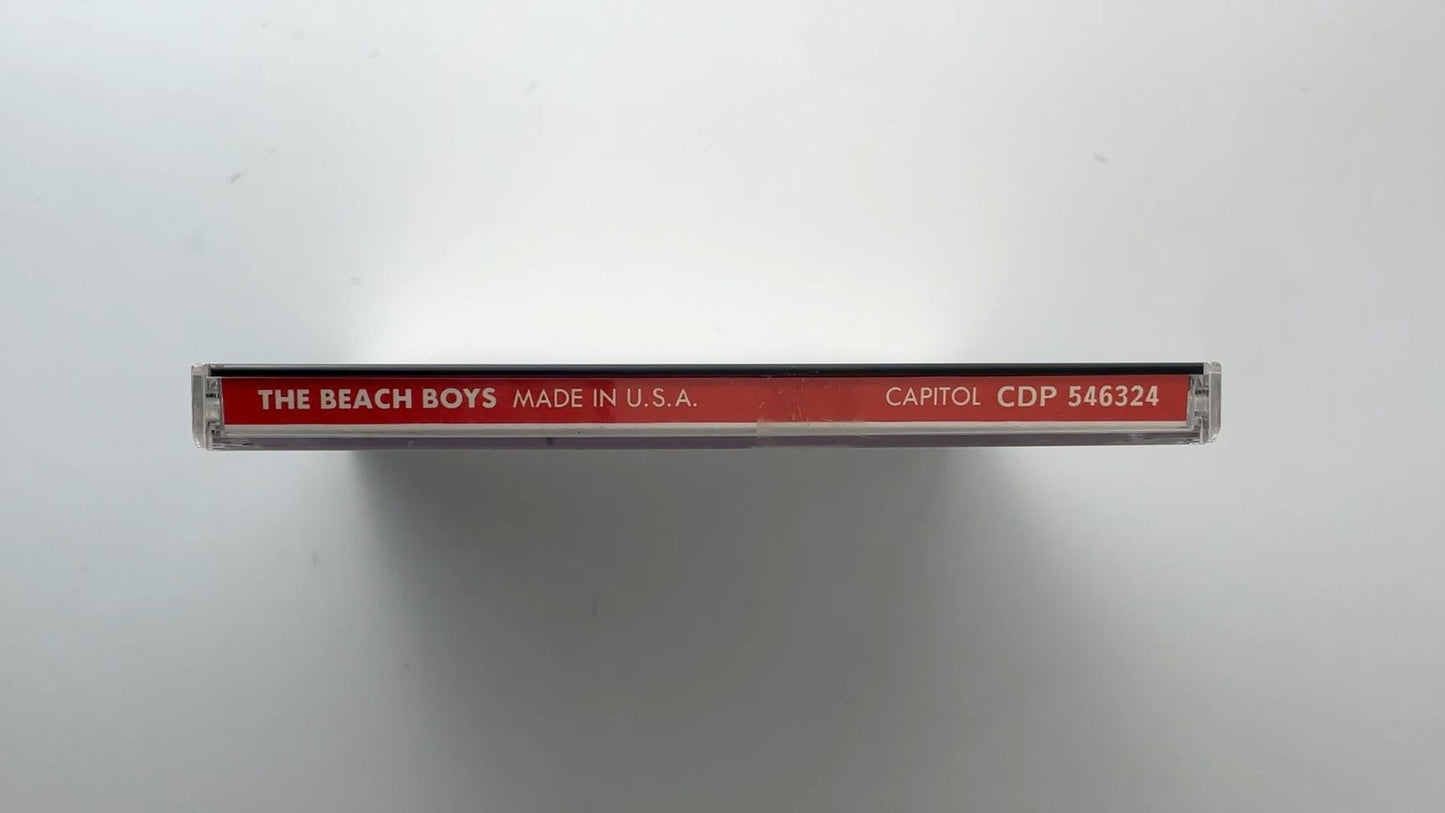 THE BEACH BOYS MADE IN U.S.A. CAPITOL CDP 546324